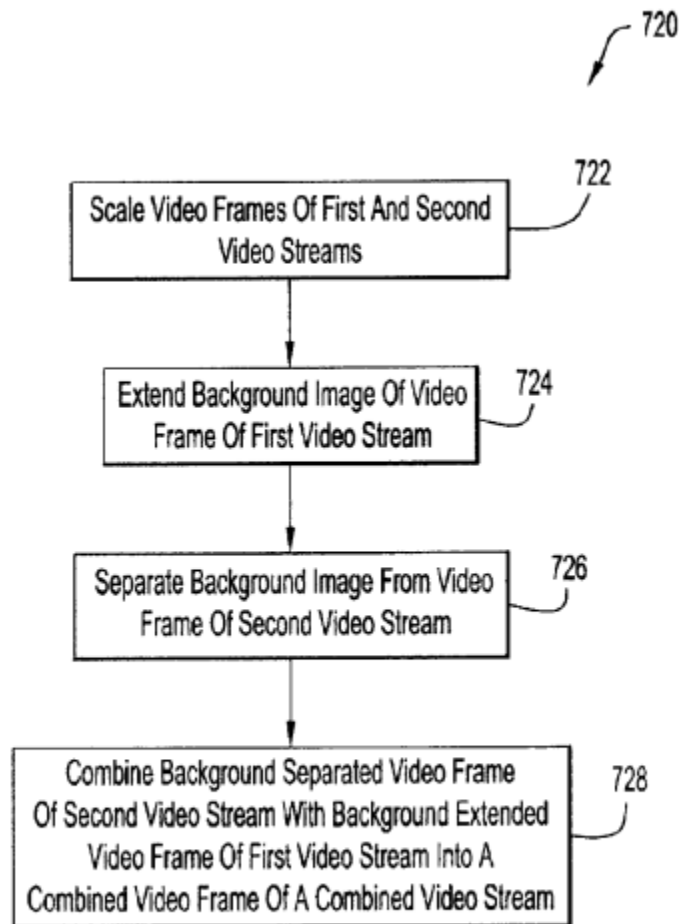 720
722
Scale Video Frames Of First And Second
Video Streams
724
Extend Background Image Of Video
Frame Of First Video Stream
726
Separate Background Image From Video
Frame Of Second Video Stream
728
Combine Background Separated Video Frame
Of Second Video Stream With Background Extended
Video Frame Of First Video Stream Into A
Combined Video Frame Of A Combined Video Stream